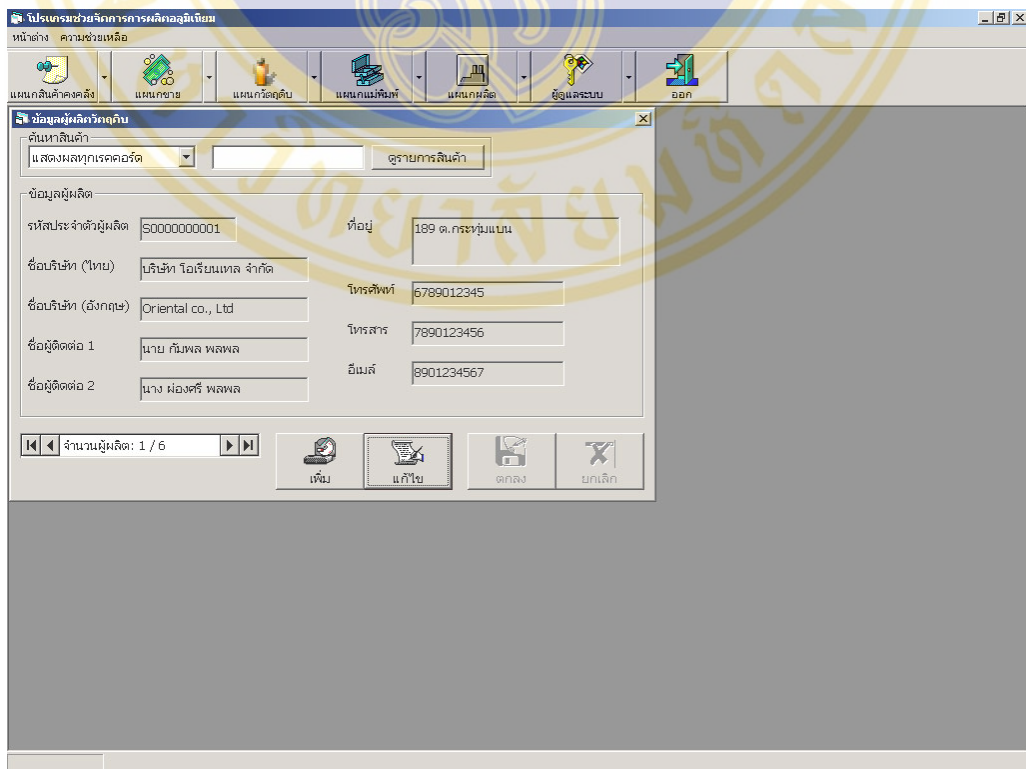 โปรแกรมช่วยจัดการการผลิตอลูมิเนียม
หน้าต่าง ความช่วยเหลือ
แผนกสินค้าคงคลัง แผนกขาย แผนกวัตถุดิบ แผนกแม่พิมพ์ แผนกผลิต ผู้ดูแลระบบ ออก
ข้อมูลผู้ผลิตวัตถุดิบ
ค้นหาสินค้า
แสดงผลทุกเรคคอร์ด ดูรายการสินค้า
ข้อมูลผู้ผลิต
รหัสประจำตัวผู้ผลิต S0000000001 ที่อยู่ 189 ต.กระทุ่มแบน
ชื่อบริษัท (ไทย) บริษัท โอเรียนเทล จำกัด
โทรศัพท์ 6789012345
ชื่อบริษัท (อังกฤษ) Oriental co., Ltd
โทรสาร 7890123456
ชื่อผู้ติดต่อ 1 นาย กัมพล พลพล
อีเมล์ 8901234567
ชื่อผู้ติดต่อ 2 นาง ผ่องศรี พลพล
จำนวนผู้ผลิต: 1 / 6
เพิ่ม แก้ไข ตกลง ยกเลิก